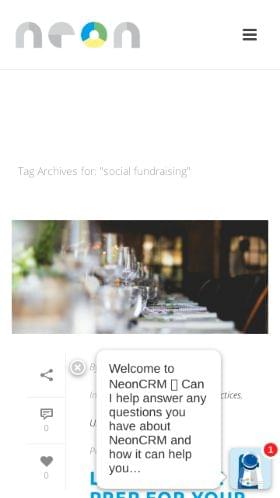 neon
Tag Archives for: "social fundraising"
Welcome to
NeonCRM ▯ Can
I help answer any
questions you
have about
NeonCRM and
how it can help
you...
1
By
In
ctices.
0
0
PREP FOR YOUR